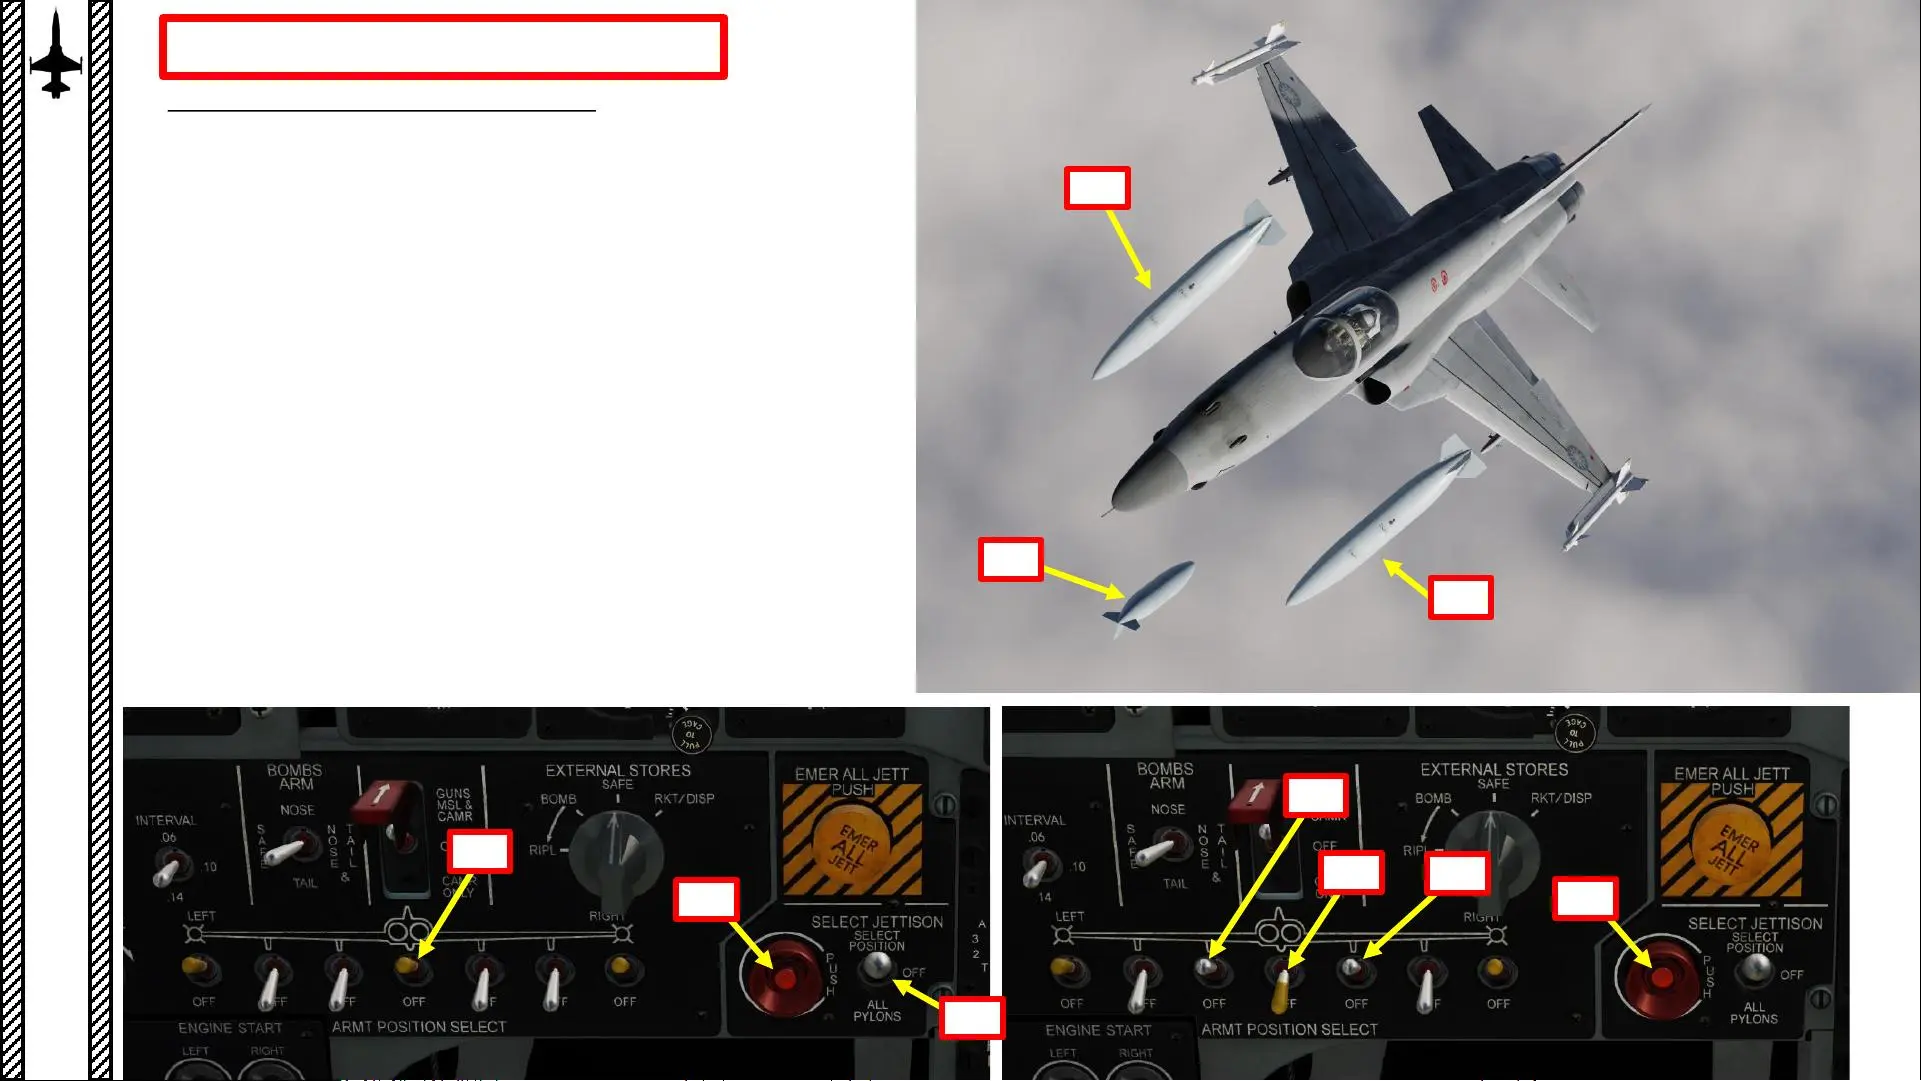 PULL
TO
CAGE
BOMBS
ARM
NOSE
SAFE
NOSE
TAIL &
TAIL
INTERVAL
.06
.10
.14
GUNS
MSL &
CAMR
ONLY
EXTERNAL STORES
SAFE
BOMB
RKT/DISP
RIPL
EMER ALL JETT
PUSH
EMER
ALL
JETT
LEFT
RIGHT
SELECT JETTISON
SELECT
POSITION
OFF
ALL
PYLONS
PUSH
OFF
OFF
OFF
ARMT POSITION SELECT
ENGINE START
LEFT
RIGHT
A
3
2
T
PULL
TO
CAGE
BOMBS
ARM
NOSE
SAFE
NOSE
TAIL &
TAIL
INTERVAL
.06
.10
.14
OFF
EXTERNAL STORES
SAFE
BOMB
RKT/DISP
EMER ALL JETT
PUSH
EMER
ALL
JETT
LEFT
RIGHT
SELECT JETTISON
SELECT
POSITION
OFF
ALL
PYLONS
PUSH
OFF
OFF
OFF
OFF
ARMT POSITION SELECT
ENGINE START
LEFT
RIGHT